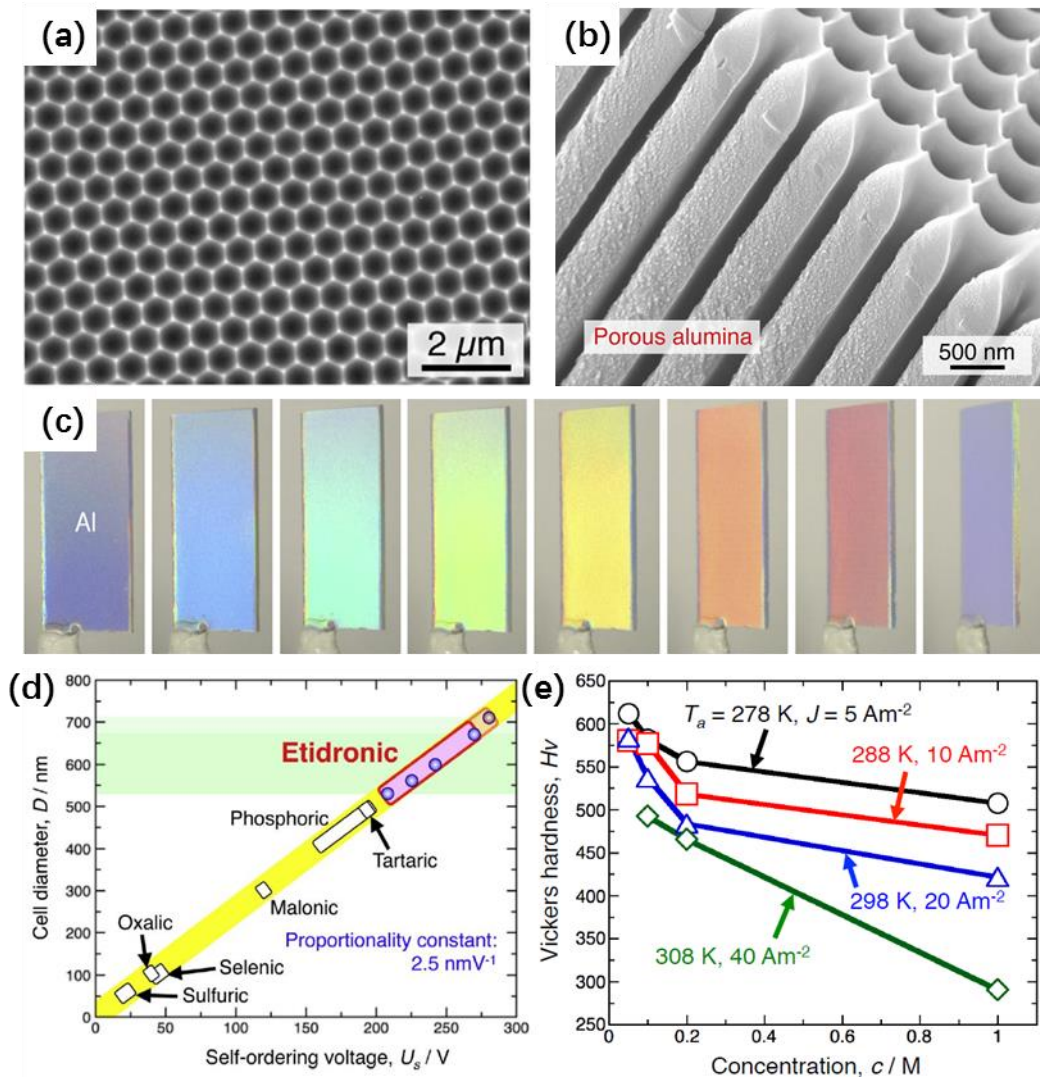 (a)
2 μm
(b)
Porous alumina
500 nm
(c)
Al
(d)
800
700
600
500
400
300
200
100
0
Cell diameter, D / nm
Etidronic
Phosphoric
Tartaric
Malonic
Oxalic
Selenic
Sulfuric
Proportionality constant:
2.5 nmV⁻¹
0 50 100 150 200 250 300
Self-ordering voltage, Uₛ / V
(e)
650
600
550
500
450
400
350
300
250
Vickers hardness, Hv
Tₐ = 278 K, J = 5 Am⁻²
288 K, 10 Am⁻²
298 K, 20 Am⁻²
308 K, 40 Am⁻²
0 0.2 0.4 0.6 0.8 1
Concentration, c / M